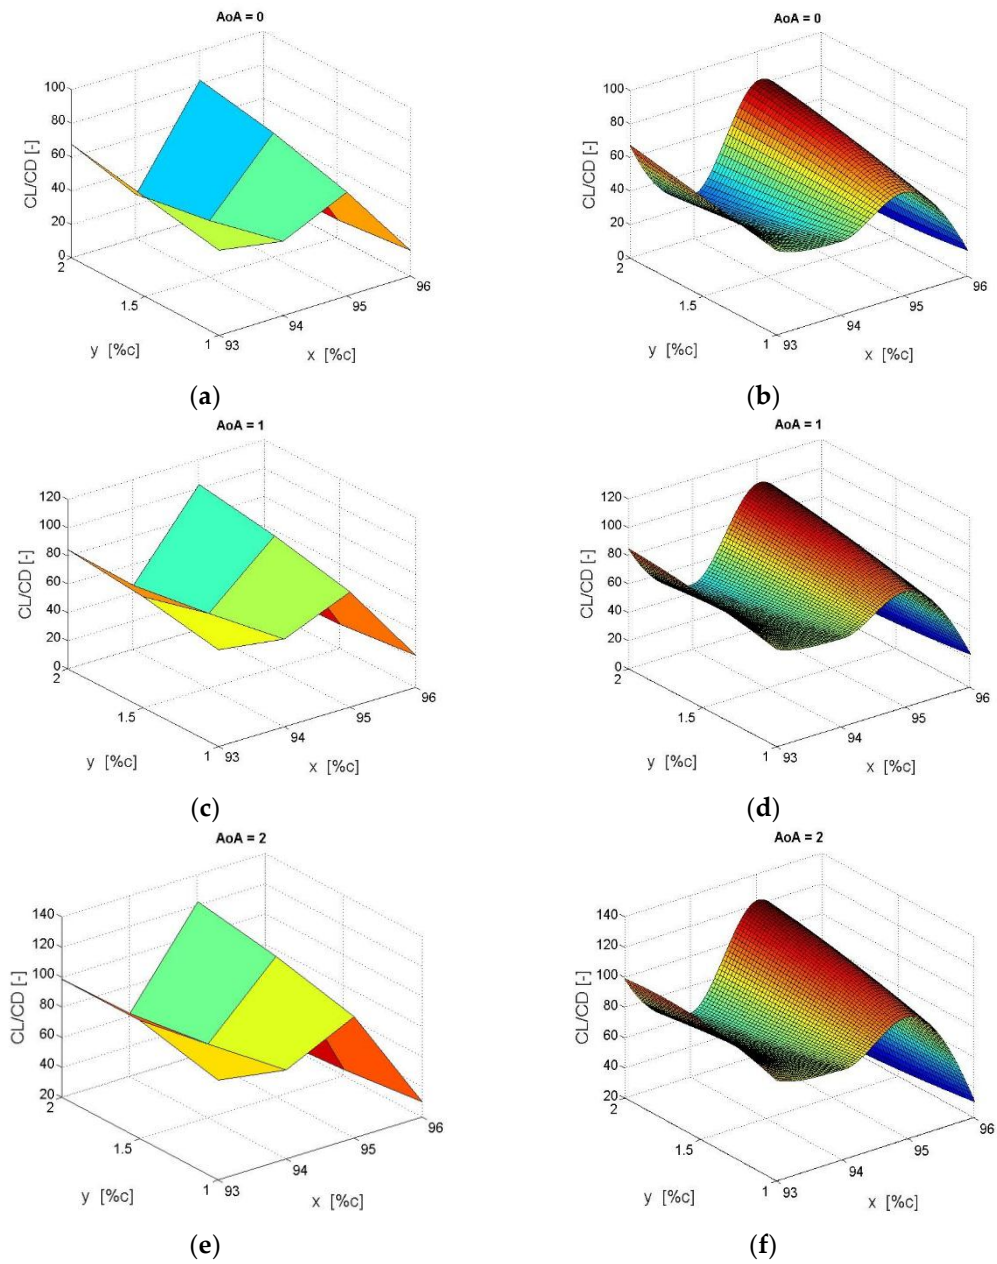 AoA = 0
100
80
60
40
20
0
CL/CD [-]
2
1.5
1
y [%c]
93
94
95
96
x [%c]
(a)
AoA = 0
100
80
60
40
20
0
CL/CD [-]
2
1.5
1
y [%c]
93
94
95
96
x [%c]
(b)
AoA = 1
120
100
80
60
40
20
0
CL/CD [-]
2
1.5
1
y [%c]
93
94
95
96
x [%c]
(c)
AoA = 1
120
100
80
60
40
20
0
CL/CD [-]
2
1.5
1
y [%c]
93
94
95
96
x [%c]
(d)
AoA = 2
140
120
100
80
60
40
20
CL/CD [-]
2
1.5
1
y [%c]
93
94
95
96
x [%c]
(e)
AoA = 2
140
120
100
80
60
40
20
CL/CD [-]
2
1.5
1
y [%c]
93
94
95
96
x [%c]
(f)